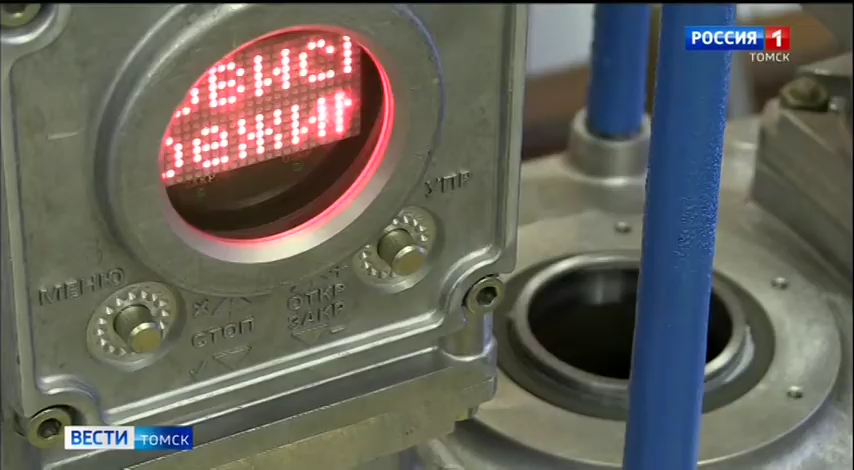 РОССИЯ 1
ТОМСК
УПР
МЕНЮ
СТОП
ОТКР
ЗАКР
ВЕСТИ ТОМСК